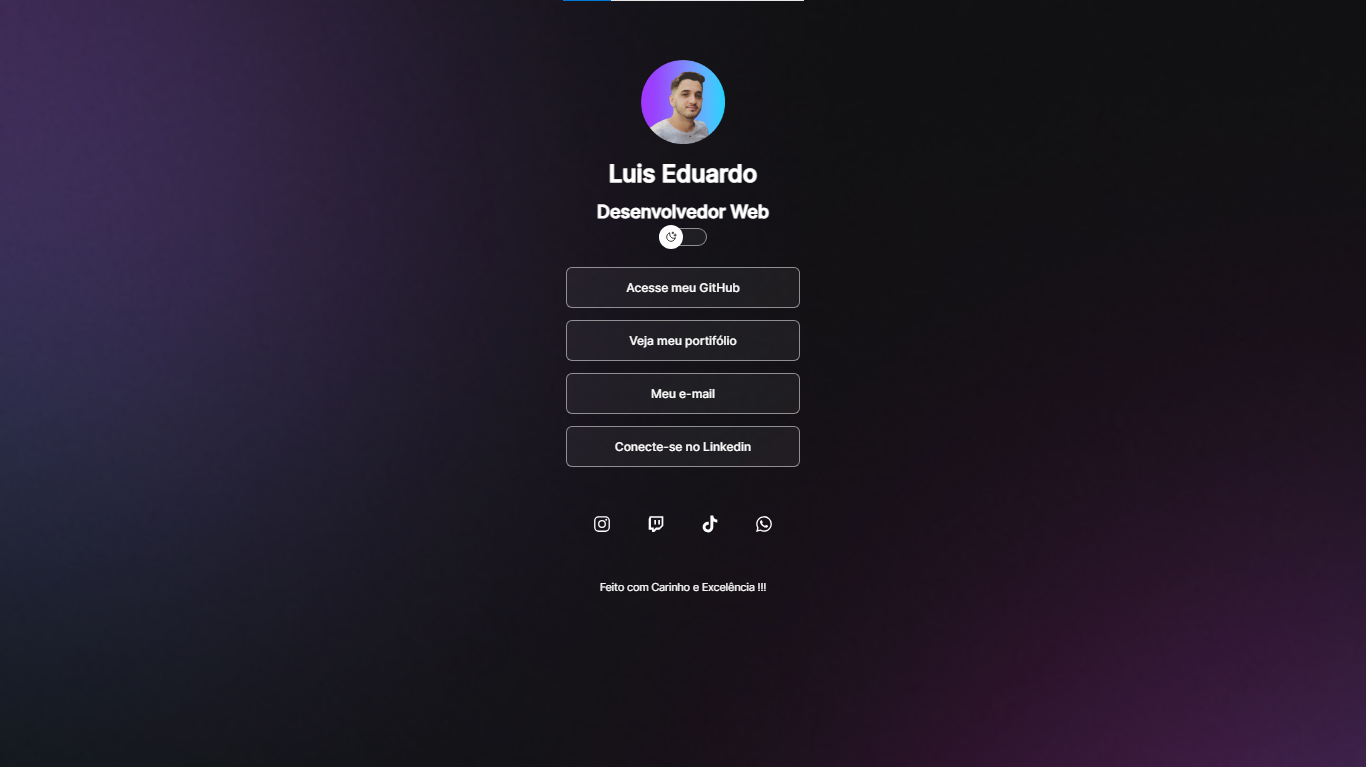 Luis Eduardo
Desenvolvedor Web
Acesse meu GitHub
Veja meu portifólio
Meu e-mail
Conecte-se no Linkedin
Feito com Carinho e Excelência !!!